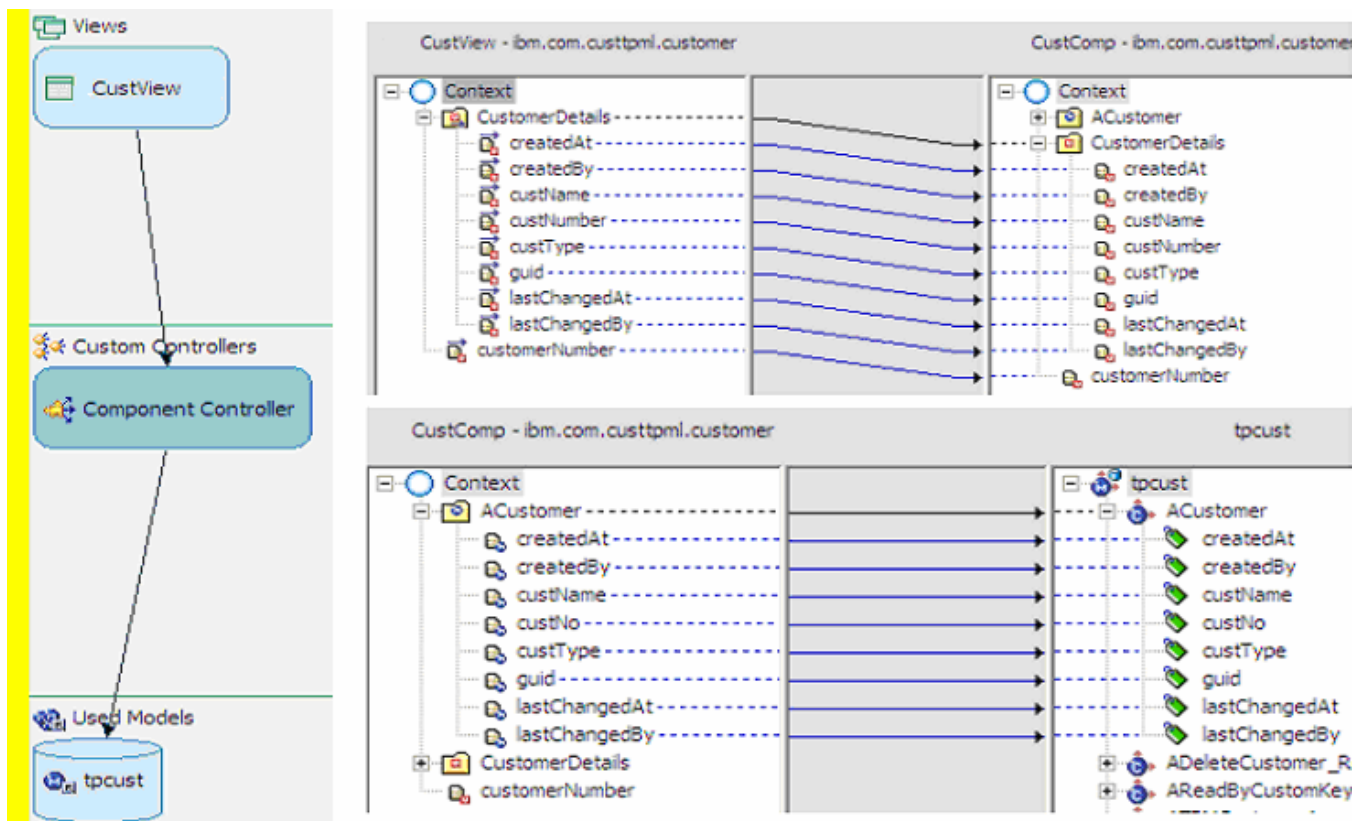 Views
CustView
Custom Controllers
Component Controller
Used Models
tpcust
CustView - ibm.com.custtpml.customer
CustComp - ibm.com.custtpml.customer
Context
CustomerDetails
createdAt
createdBy
custName
custNumber
custType
guid
lastChangedAt
lastChangedBy
customerNumber
Context
ACustomer
CustomerDetails
createdAt
createdBy
custName
custNumber
custType
guid
lastChangedAt
lastChangedBy
customerNumber
CustComp - ibm.com.custtpml.customer
tpcust
Context
ACustomer
createdAt
createdBy
custName
custNo
custType
guid
lastChangedAt
lastChangedBy
CustomerDetails
customerNumber
tpcust
ACustomer
createdAt
createdBy
custName
custNo
custType
guid
lastChangedAt
lastChangedBy
ADeleteCustomer_R
AReadByCustomKey